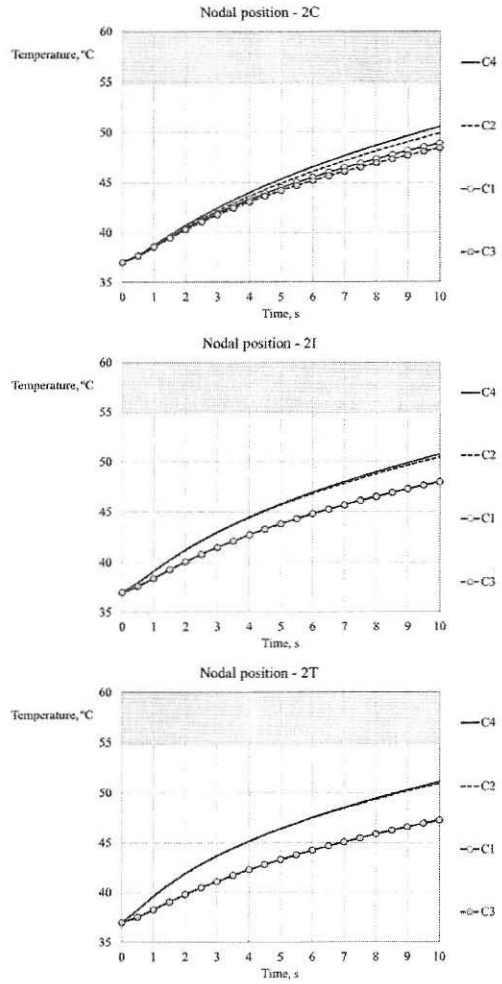 Nodal position - 2C
60
Temperature, °C
55
50
45
40
35
0 1 2 3 4 5 6 7 8 9 10
Time, s
C4
C2
C1
C3
Nodal position - 2I
60
Temperature, °C
55
50
45
40
35
0 1 2 3 4 5 6 7 8 9 10
Time, s
C4
C2
C1
C3
Nodal position - 2T
60
Temperature, °C
55
50
45
40
35
0 1 2 3 4 5 6 7 8 9 10
Time, s
C4
C2
C1
C3